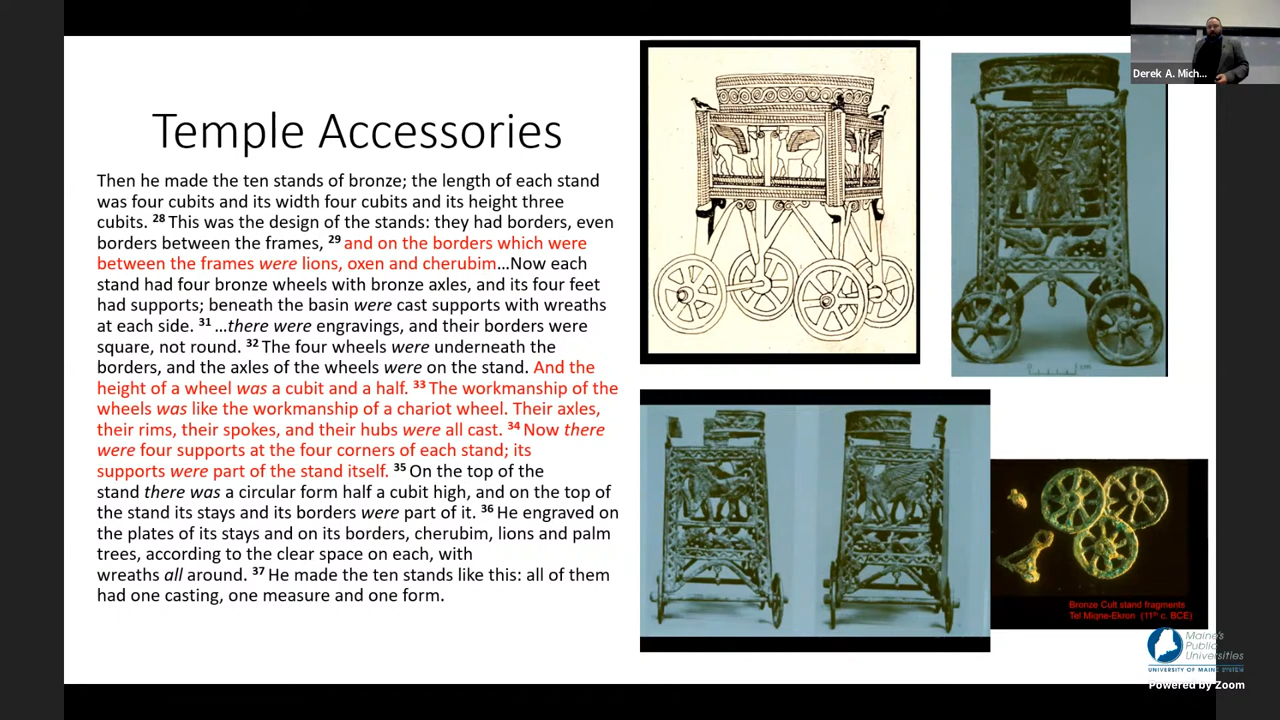 Temple Accessories
Then he made the ten stands of bronze; the length of each stand
was four cubits and its width four cubits and its height three
cubits. 28 This was the design of the stands: they had borders, even
borders between the frames, 29 and on the borders which were
between the frames were lions, oxen and cherubim...Now each
stand had four bronze wheels with bronze axles, and its four feet
had supports; beneath the basin were cast supports with wreaths
at each side. 31 ...there were engravings, and their borders were
square, not round. 32 The four wheels were underneath the
borders, and the axles of the wheels were on the stand. And the
height of a wheel was a cubit and a half. 33 The workmanship of the
wheels was like the workmanship of a chariot wheel. Their axles,
their rims, their spokes, and their hubs were all cast. 34 Now there
were four supports at the four corners of each stand; its
supports were part of the stand itself. 35 On the top of the
stand there was a circular form half a cubit high, and on the top of
the stand its stays and its borders were part of it. 36 He engraved on
the plates of its stays and on its borders, cherubim, lions and palm
trees, according to the clear space on each, with
wreaths all around. 37 He made the ten stands like this: all of them
had one casting, one measure and one form.
Derek A. Mich...
Bronze Cult stand fragments
Tel Miqne-Ekron (11th c. BCE)
Maine's
Public
Universities
UNIVERSITY OF MAINE SYSTEM
Powered by Zoom